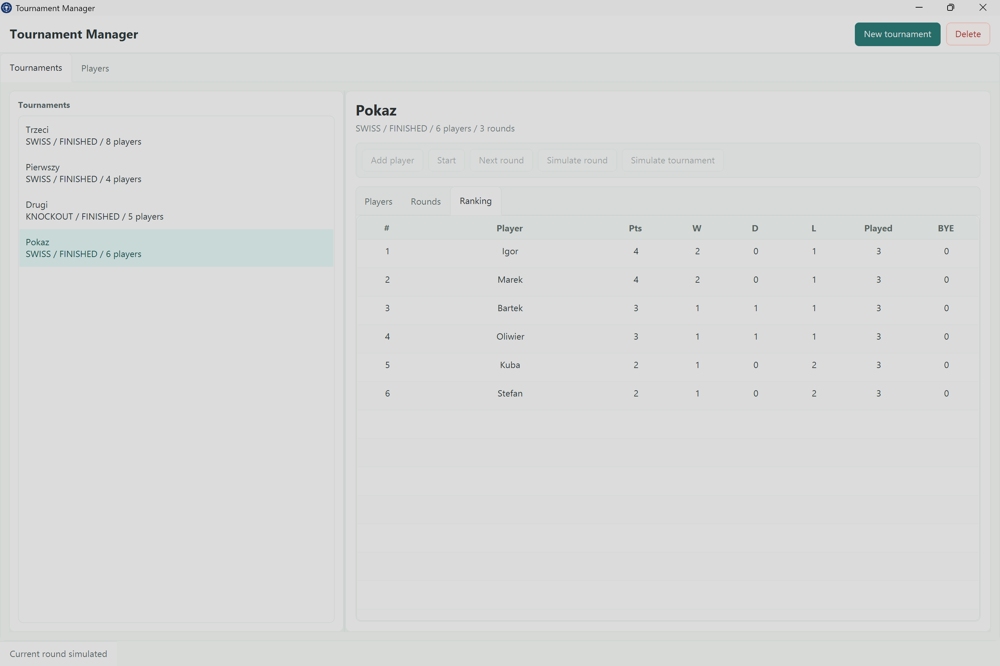 Tournament Manager
Tournament Manager
New tournament
Delete
Tournaments
Players
Tournaments
Trzeci
SWISS / FINISHED / 8 players
Pierwszy
SWISS / FINISHED / 4 players
Drugi
KNOCKOUT / FINISHED / 5 players
Pokaz
SWISS / FINISHED / 6 players
Pokaz
SWISS / FINISHED / 6 players / 3 rounds
Add player
Start
Next round
Simulate round
Simulate tournament
Players
Rounds
Ranking
# Player Pts W D L Played BYE
1 Igor 4 2 0 1 3 0
2 Marek 4 2 0 1 3 0
3 Bartek 3 1 1 1 3 0
4 Oliwier 3 1 1 1 3 0
5 Kuba 2 1 0 2 3 0
6 Stefan 2 1 0 2 3 0
Current round simulated